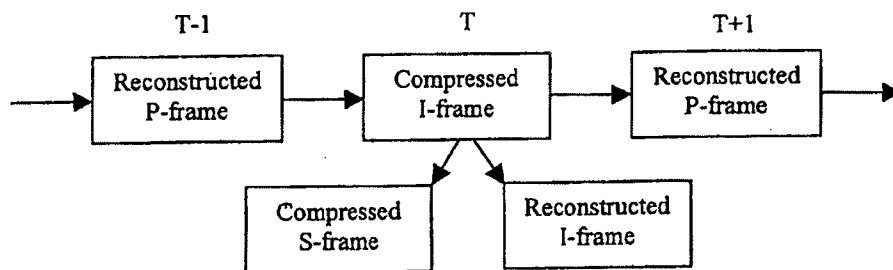 T-1
T
T+1
Reconstructed
P-frame
Compressed
I-frame
Reconstructed
P-frame
Compressed
S-frame
Reconstructed
I-frame